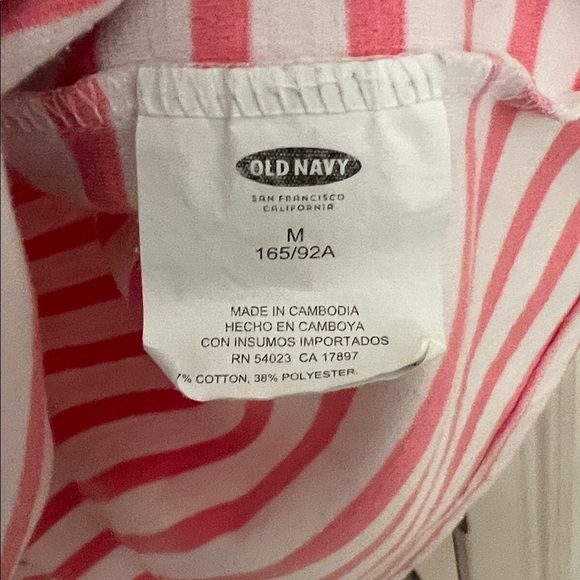 OLD NAVY
SAN FRANCISCO
CALIFORNIA
M
165/92A
MADE IN CAMBODIA
HECHO EN CAMBOYA
CON INSUMOS IMPORTADOS
RN 54023 CA 17897
% COTTON, 38% POLYESTER.